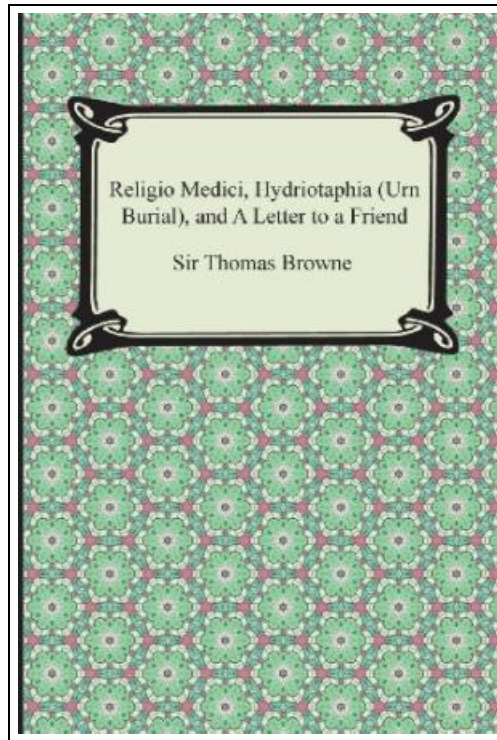 Religio Medici, Hydriotaphia (Urn
Burial), and A Letter to a Friend
Sir Thomas Browne